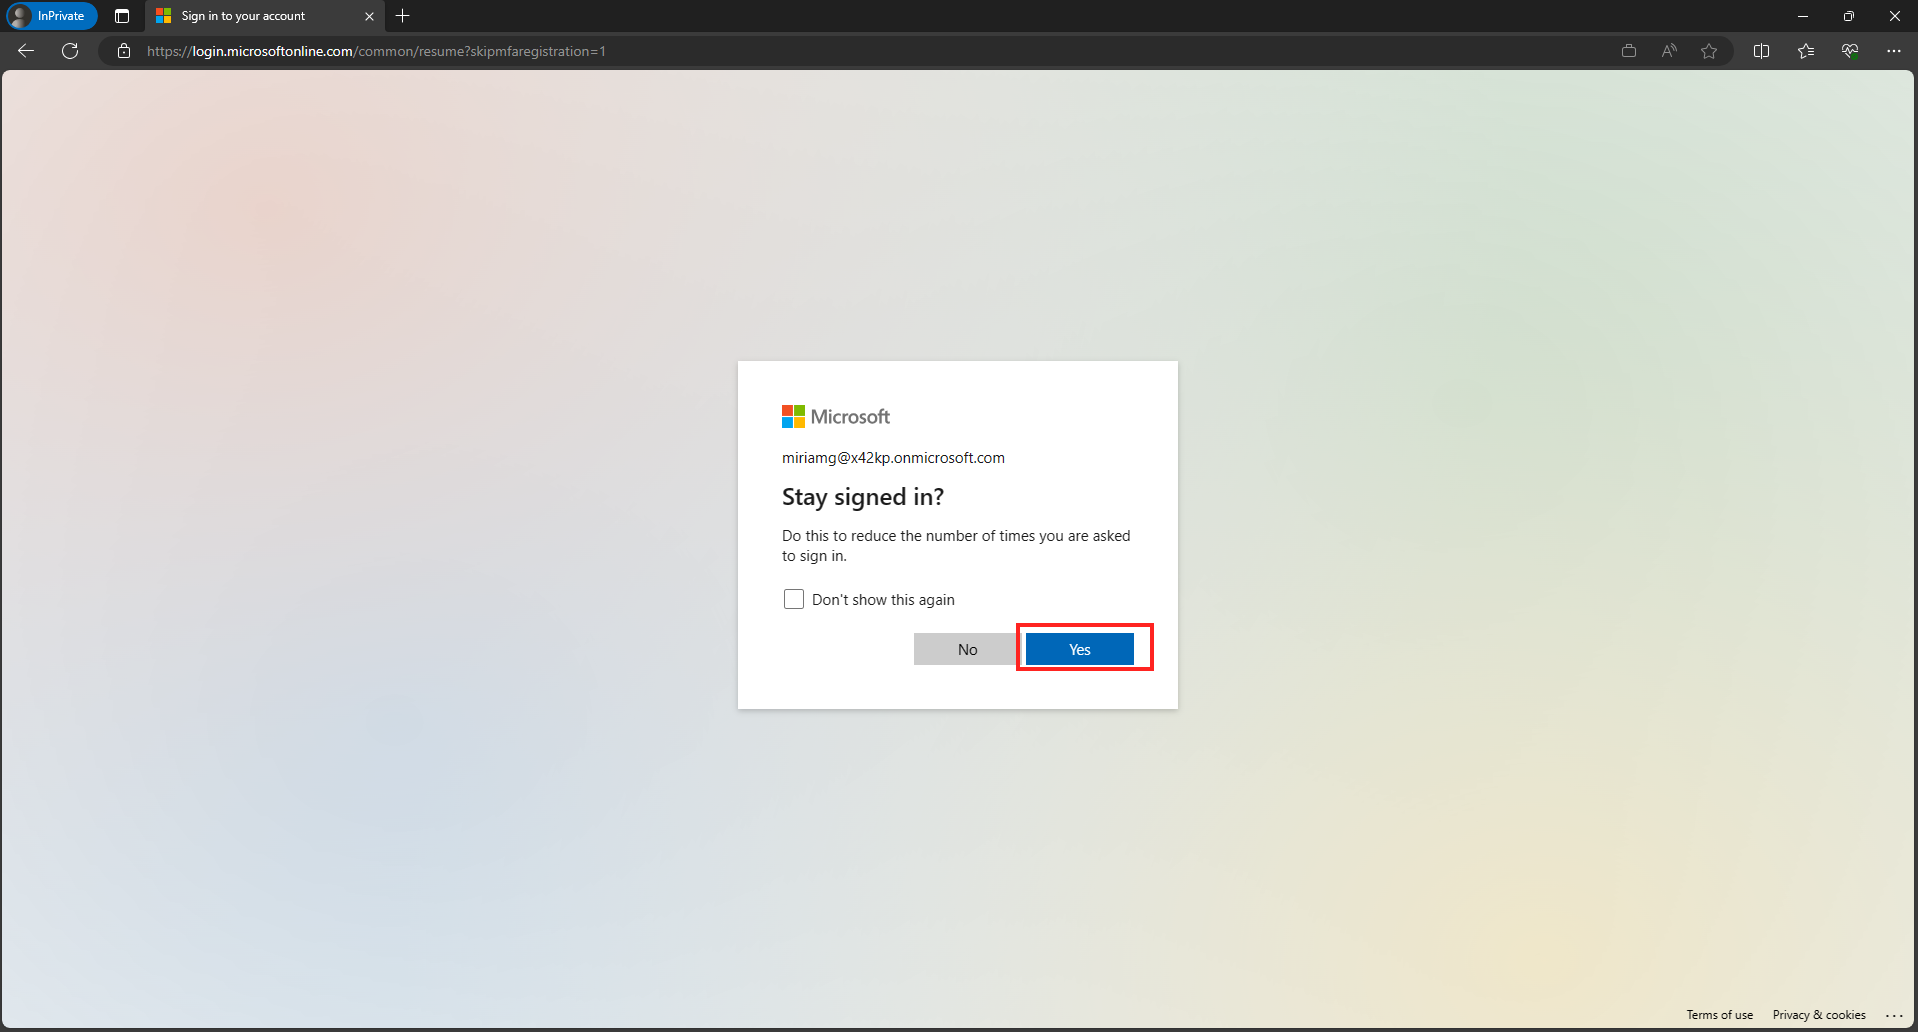 InPrivate
Sign in to your account
https://login.microsoftonline.com/common/resume?skipmfaregistration=1
Microsoft
miriamg@x42kp.onmicrosoft.com
Stay signed in?
Do this to reduce the number of times you are asked
to sign in.
Don't show this again
No
Yes
Terms of use
Privacy & cookies